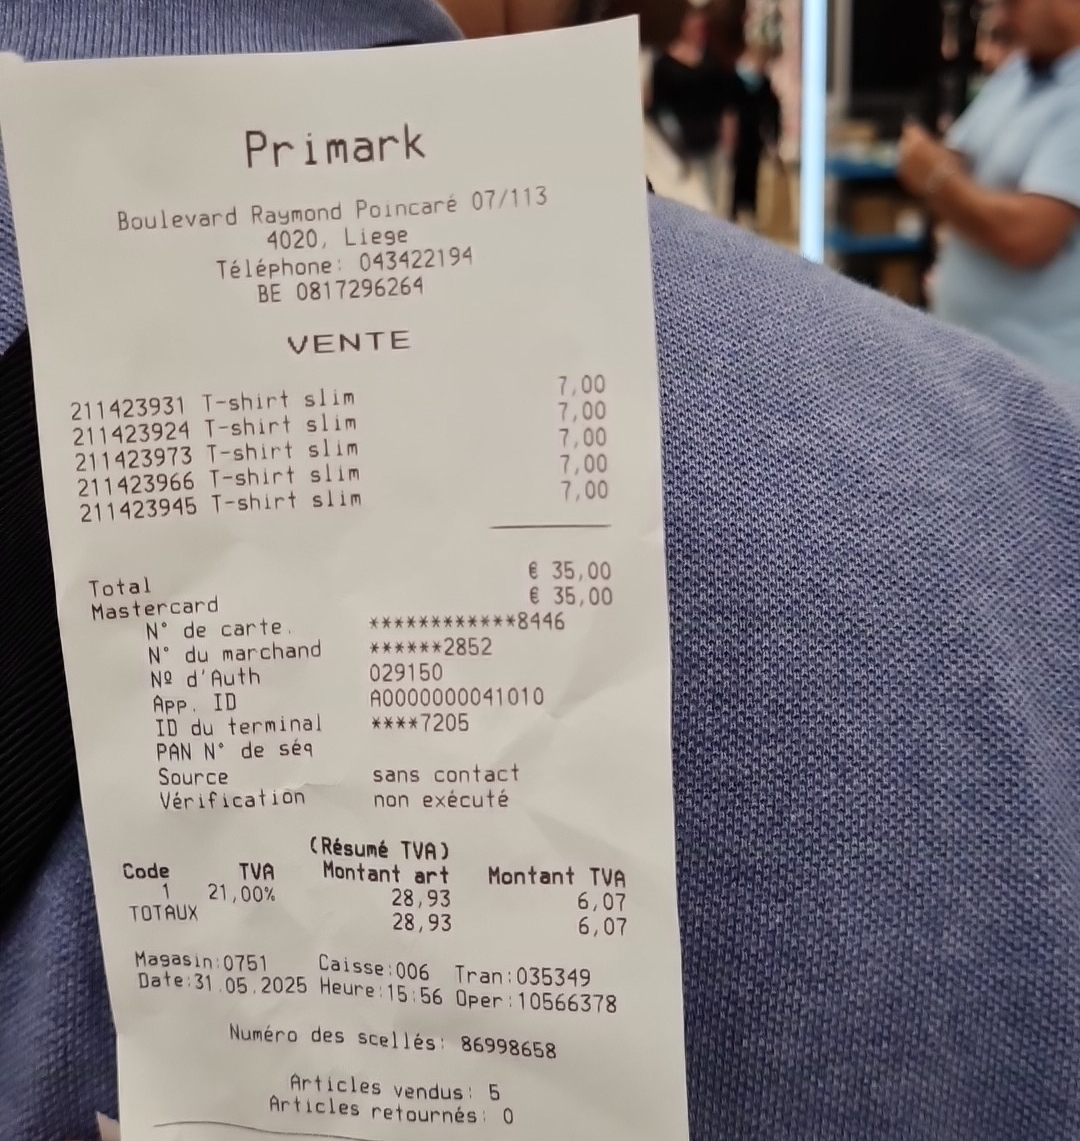 Primark
Boulevard Raymond Poincaré 07/113
4020, Liege
Téléphone: 043422194
BE 0817296264
VENTE
211423931 T-shirt slim 7,00
211423924 T-shirt slim 7,00
211423973 T-shirt slim 7,00
211423966 T-shirt slim 7,00
211423945 T-shirt slim 7,00
Total € 35,00
Mastercard € 35,00
N° de carte. ************8446
N° du marchand ******2852
Nº d'Auth 029150
App. ID A0000000041010
ID du terminal ****7205
PAN N° de séq
Source sans contact
Vérification non exécuté
(Résumé TVA)
Code TVA Montant art Montant TVA
1 21,00% 28,93 6,07
TOTAUX 28,93 6,07
Magasin:0751 Caisse:006 Tran:035349
Date:31.05.2025 Heure:15:56 Oper:10566378
Numéro des scellés: 86998658
Articles vendus: 5
Articles retournés: 0